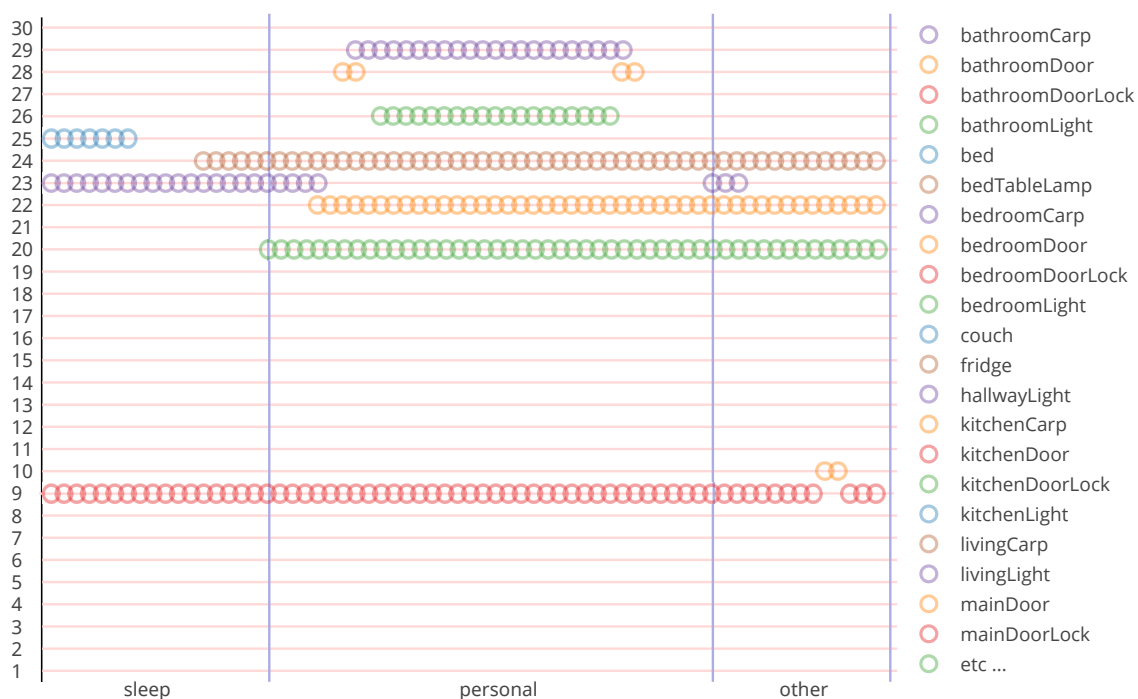 30
29
28
27
26
25
24
23
22
21
20
19
18
17
16
15
14
13
12
11
10
9
8
7
6
5
4
3
2
1
sleep personal other
bathroomCarp
bathroomDoor
bathroomDoorLock
bathroomLight
bed
bedTableLamp
bedroomCarp
bedroomDoor
bedroomDoorLock
bedroomLight
couch
fridge
hallwayLight
kitchenCarp
kitchenDoor
kitchenDoorLock
kitchenLight
livingCarp
livingLight
mainDoor
mainDoorLock
etc ...